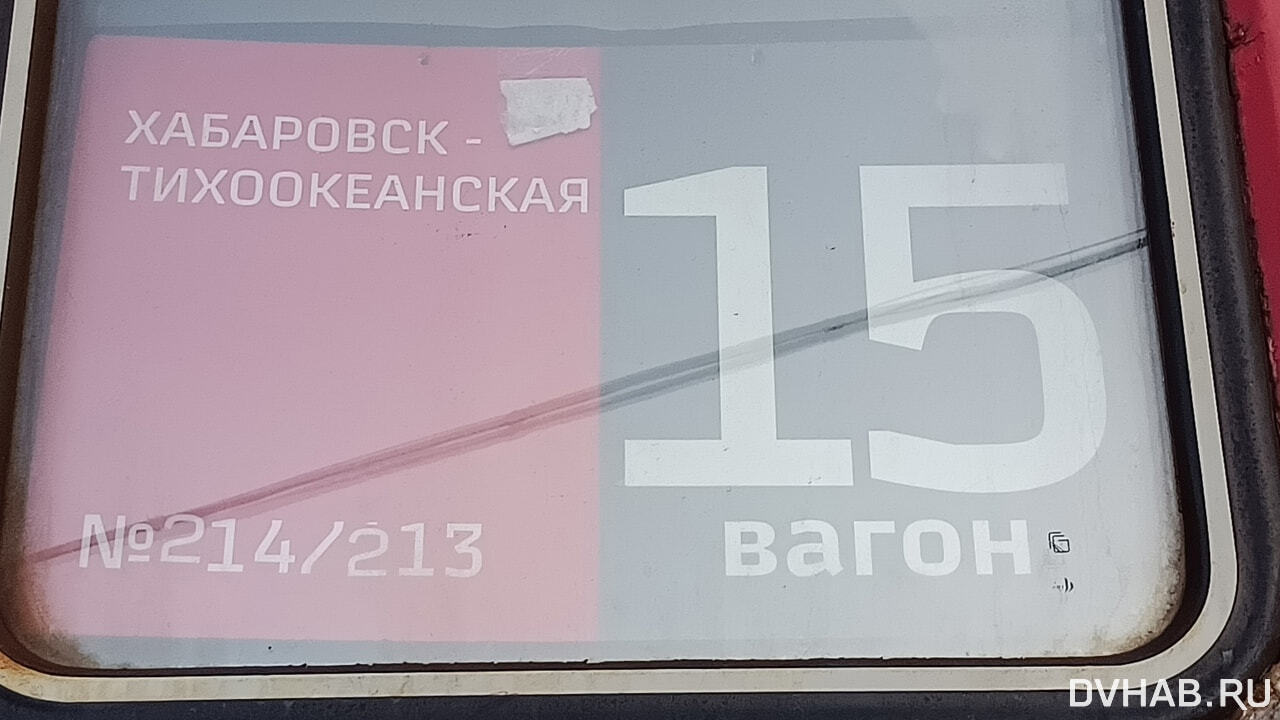 ХАБАРОВСК -
ТИХООКЕАНСКАЯ
15
№214/213
вагон
DVHAB.RU